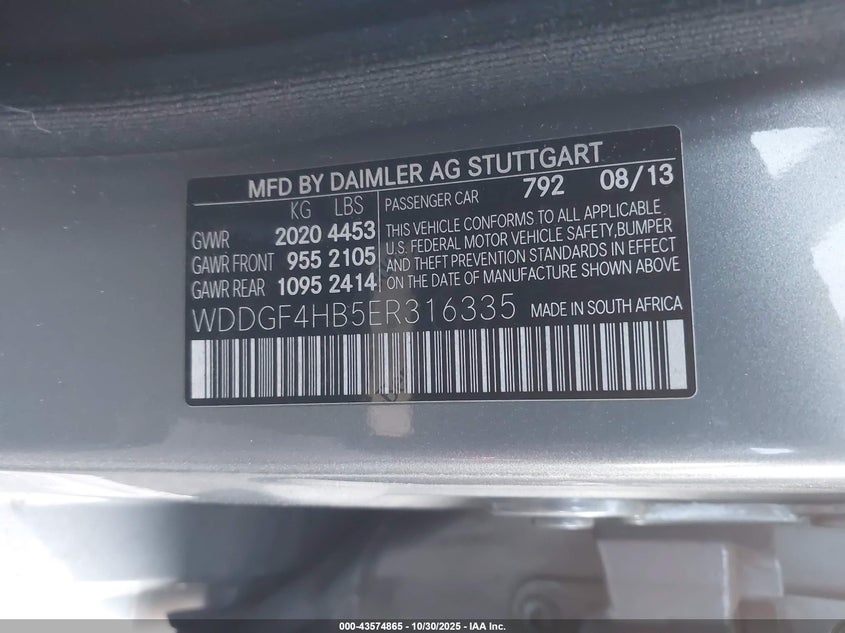 MFD BY DAIMLER AG STUTTGART
KG LBS
GWR 2020 4453
GAWR FRONT 955 2105
GAWR REAR 1095 2414
PASSENGER CAR 792 08/13
THIS VEHICLE CONFORMS TO ALL APPLICABLE
U.S. FEDERAL MOTOR VEHICLE SAFETY, BUMPER
AND THEFT PREVENTION STANDARDS IN EFFECT
ON THE DATE OF MANUFACTURE SHOWN ABOVE
WDDGF4HB5ER316335 MADE IN SOUTH AFRICA
000-43574865 - 10/30/2025 - IAA Inc.